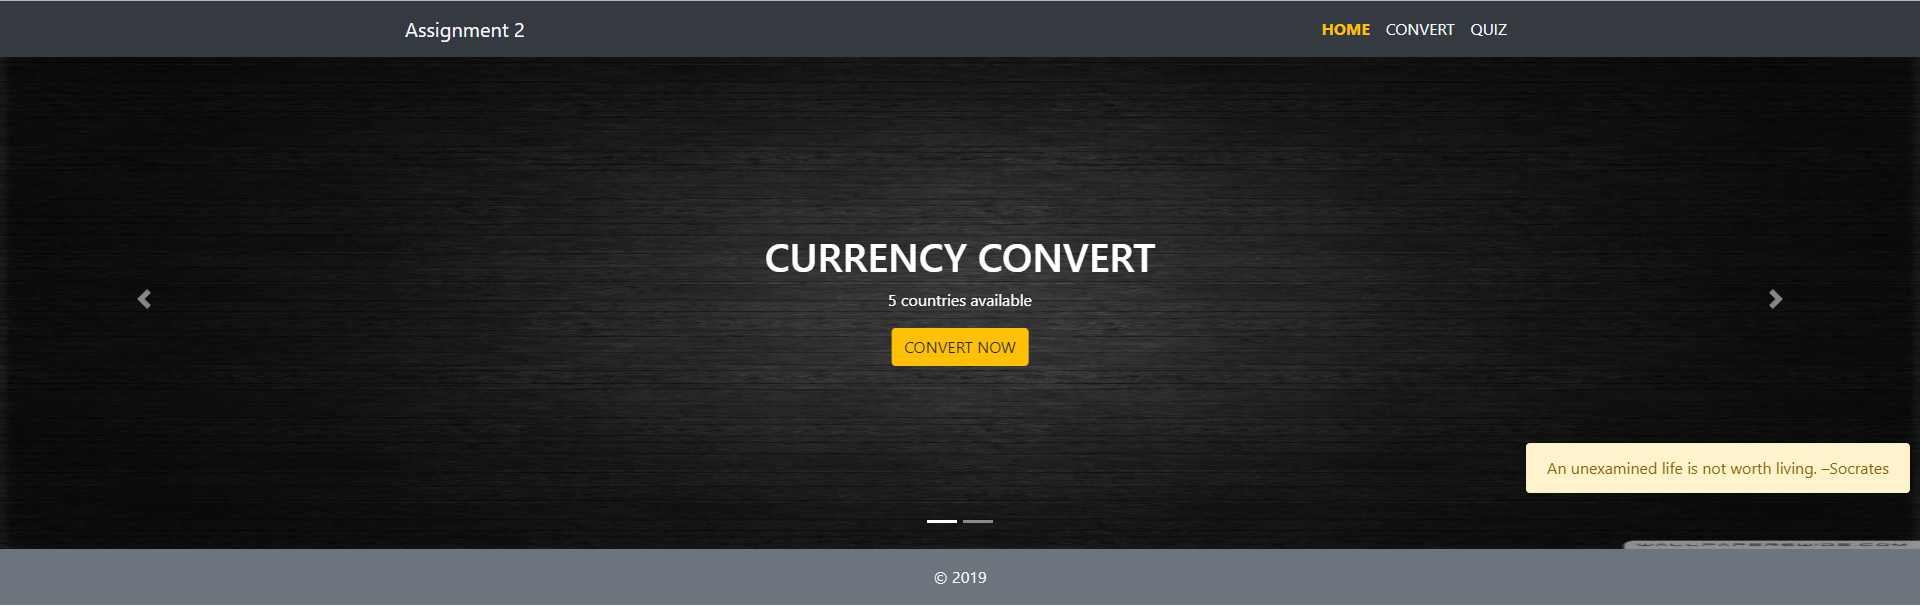 Assignment 2
HOME CONVERT QUIZ
CURRENCY CONVERT
5 countries available
CONVERT NOW
An unexamined life is not worth living. –Socrates
© 2019